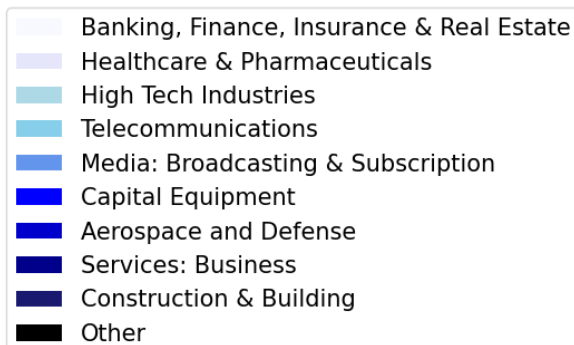 Banking, Finance, Insurance & Real Estate
Healthcare & Pharmaceuticals
High Tech Industries
Telecommunications
Media: Broadcasting & Subscription
Capital Equipment
Aerospace and Defense
Services: Business
Construction & Building
Other